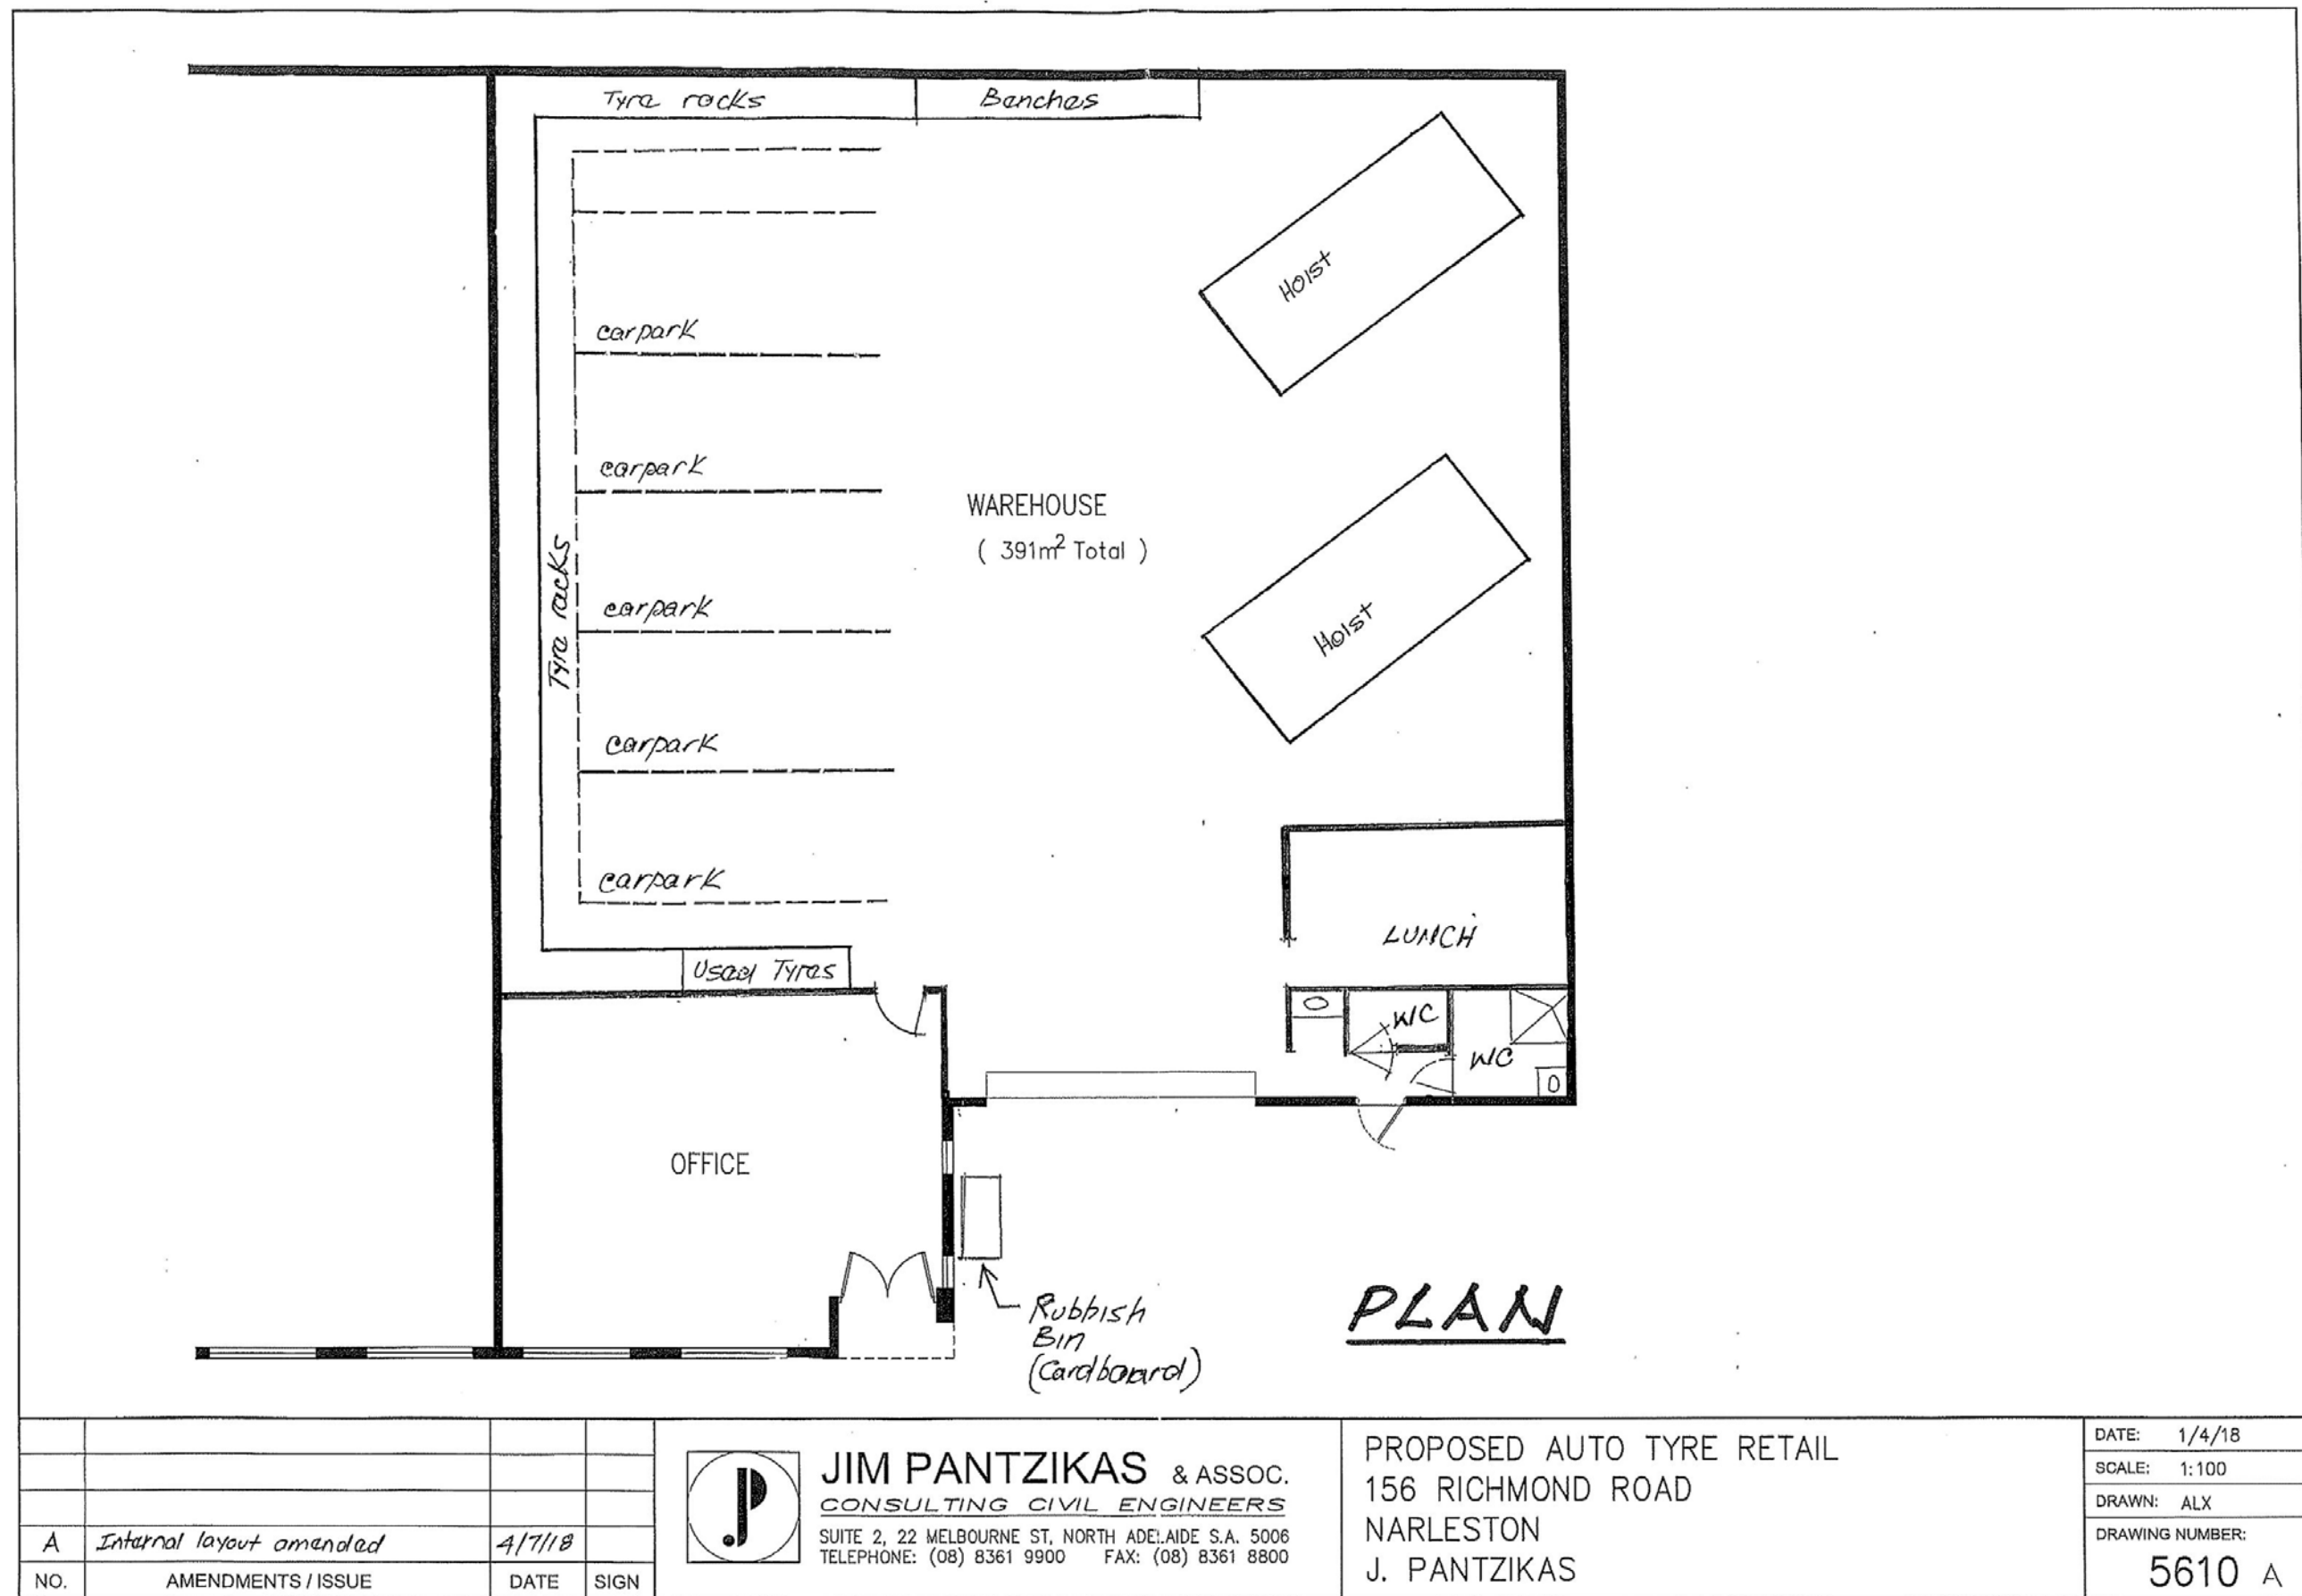 Tyre racks
Benches
Hoist
carpark
carpark
WAREHOUSE
( 391m² Total )
Tyre racks
carpark
Hoist
carpark
carpark
LUNCH
Used Tyres
WC
WC
OFFICE
Rubbish
Bin
(Cardboard)
PLAN
A Internal layout amended 4/7/18
NO. AMENDMENTS / ISSUE DATE SIGN
JP
JIM PANTZIKAS & ASSOC.
CONSULTING CIVIL ENGINEERS
SUITE 2, 22 MELBOURNE ST, NORTH ADELAIDE S.A. 5006
TELEPHONE: (08) 8361 9900 FAX: (08) 8361 8800
PROPOSED AUTO TYRE RETAIL
156 RICHMOND ROAD
NARLESTON
J. PANTZIKAS
DATE: 1/4/18
SCALE: 1:100
DRAWN: ALX
DRAWING NUMBER:
5610 A